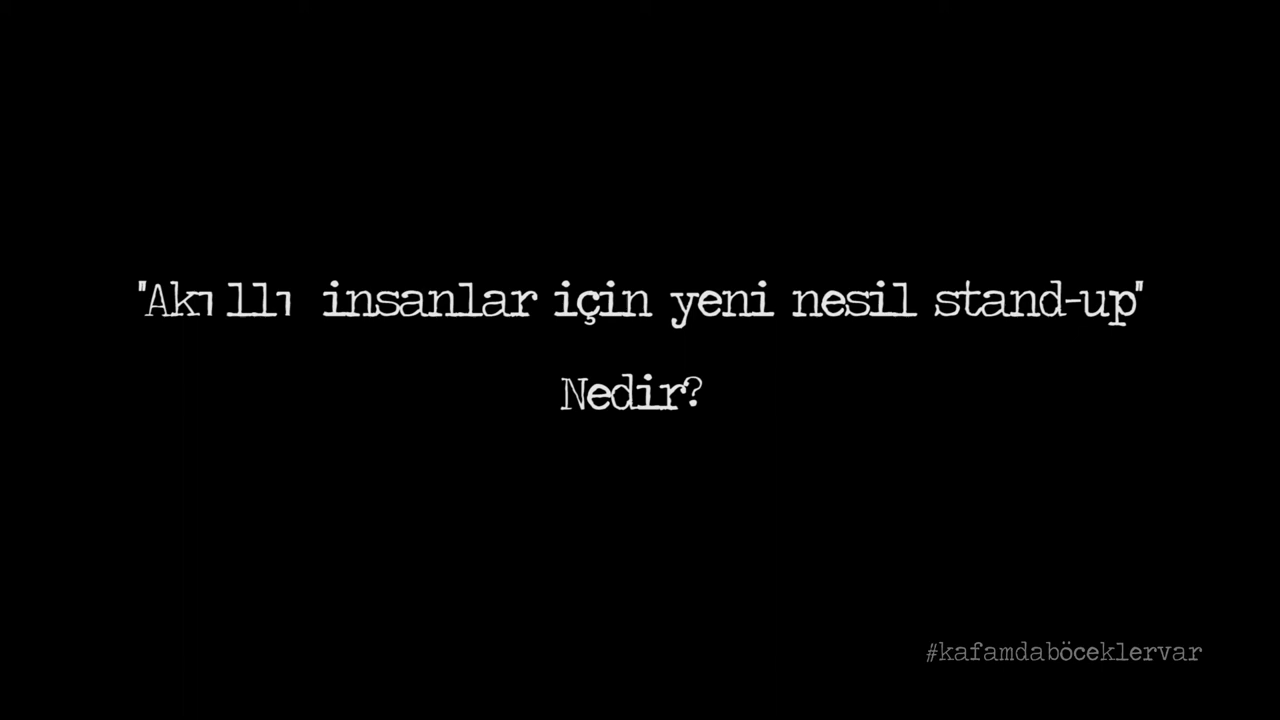 "Akıllı insanlar için yeni nesil stand-up"
Nedir?
#kafamdaböceklervar